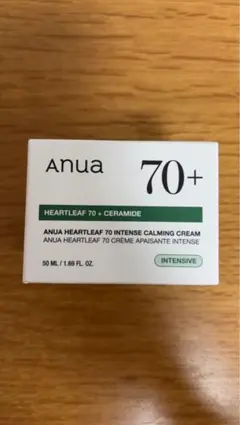 Anua
70+
HEARTLEAF 70 + CERAMIDE
ANUA HEARTLEAF 70 INTENSE CALMING CREAM
ANUA HEARTLEAF 70 CRÈME APAISANTE INTENSE
50 ML / 1.69 FL. OZ.
INTENSIVE